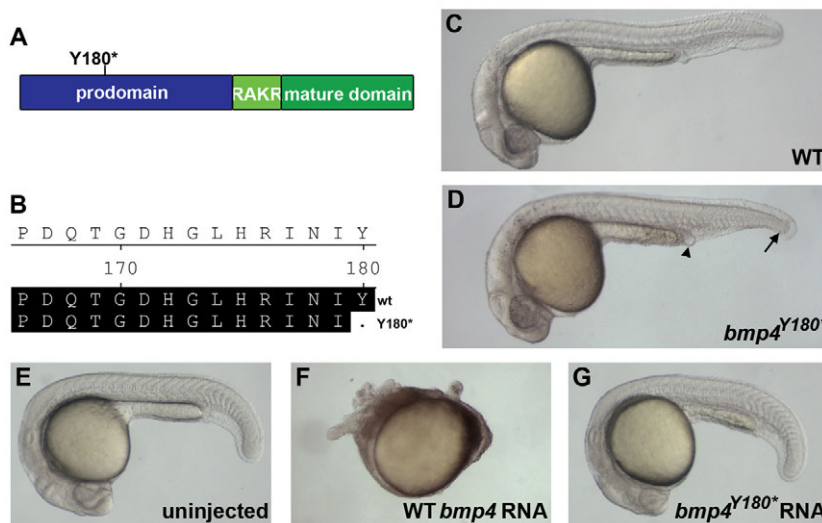 A
Y180*
prodomain
RAKR
mature domain
B
P D Q T G D H G L H R I N I Y
170 180
P D Q T G D H G L H R I N I Y wt
P D Q T G D H G L H R I N I . Y180*
C
WT
D
bmp4Y180*
E
uninjected
F
WT bmp4 RNA
G
bmp4Y180* RNA